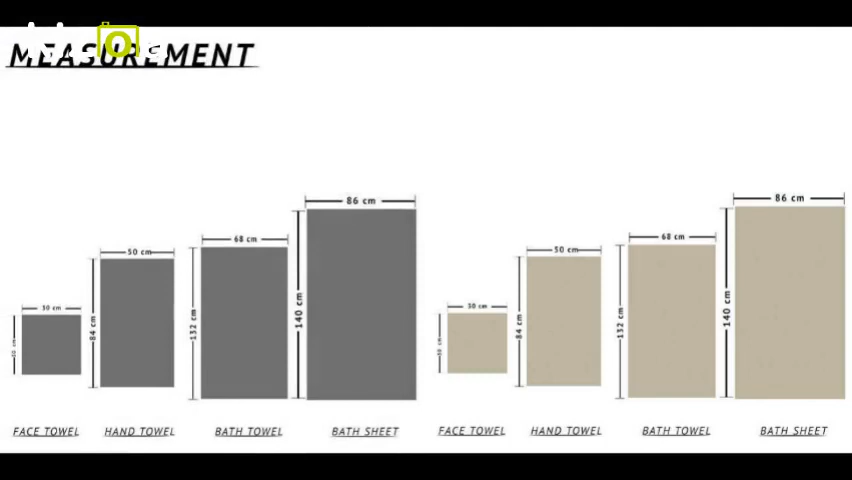 MEASUREMENT
86 cm
86 cm
68 cm
68 cm
50 cm
50 cm
30 cm
30 cm
84 cm
132 cm
140 cm
84 cm
132 cm
140 cm
FACE TOWEL
HAND TOWEL
BATH TOWEL
BATH SHEET
FACE TOWEL
HAND TOWEL
BATH TOWEL
BATH SHEET